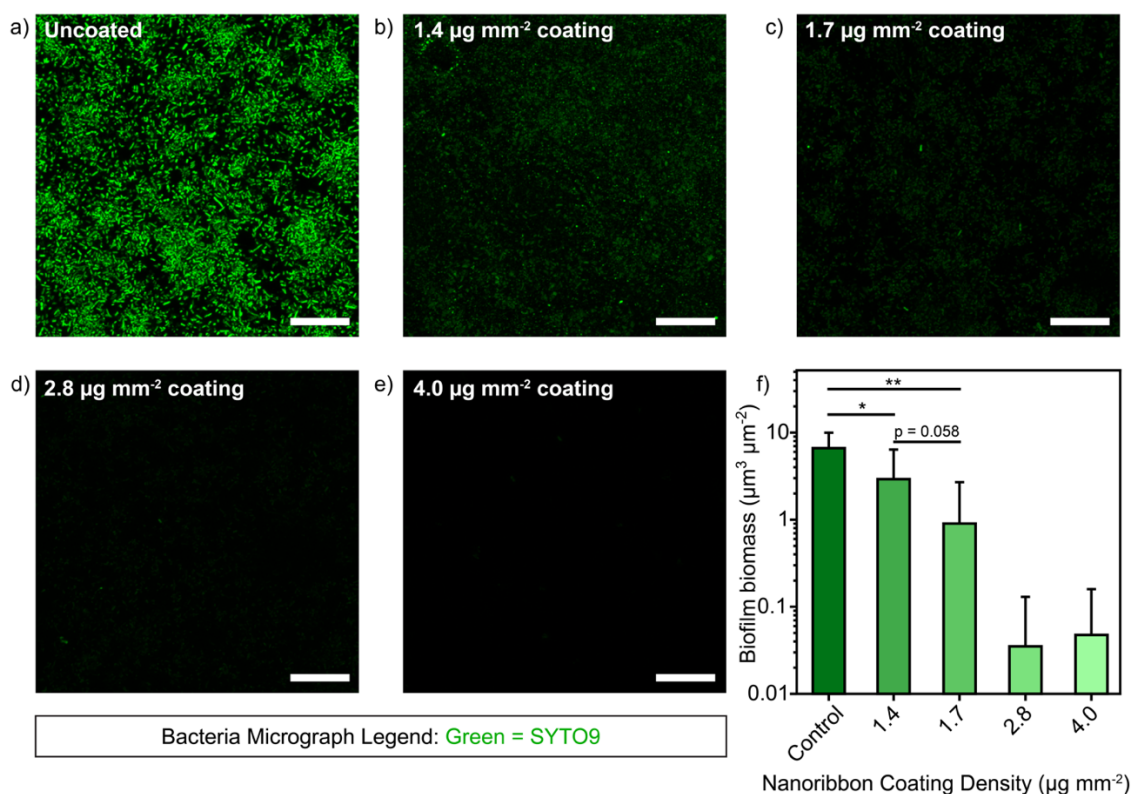 a) Uncoated
b) 1.4 µg mm⁻² coating
c) 1.7 µg mm⁻² coating
d) 2.8 µg mm⁻² coating
e) 4.0 µg mm⁻² coating
Bacteria Micrograph Legend: Green = SYTO9
f)
Biofilm biomass (µm³ µm⁻²)
10
1
0.1
0.01
**
*
p = 0.058
Control
1.4
1.7
2.8
4.0
Nanoribbon Coating Density (µg mm⁻²)